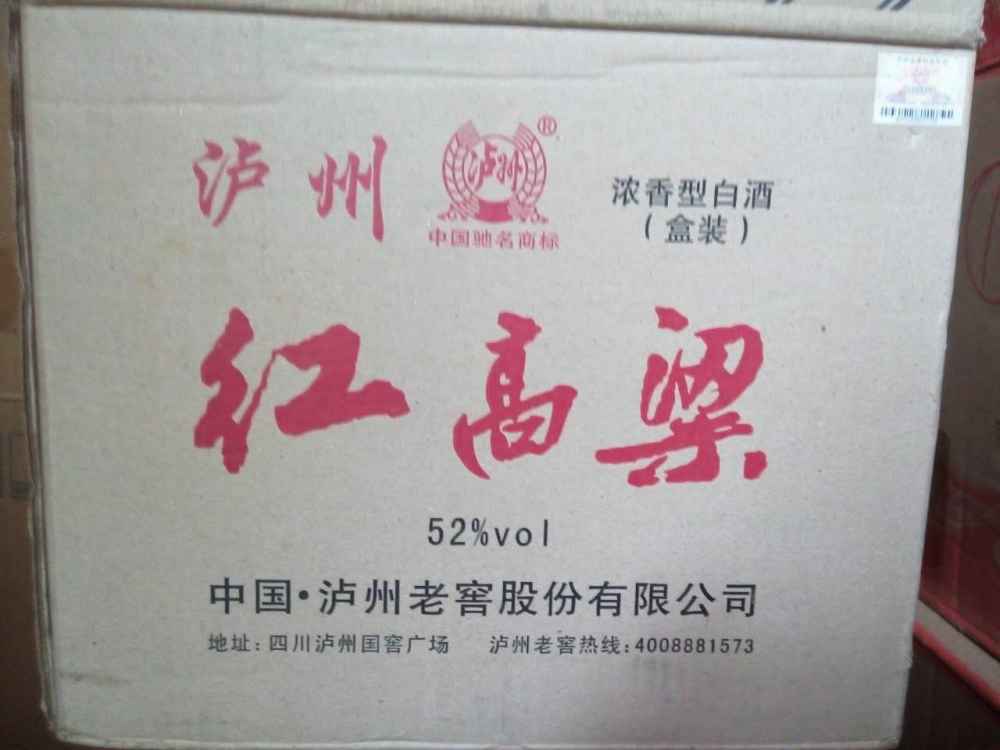 泸州
泸州®
中国驰名商标
浓香型白酒
(盒装)
红高粱
52%vol
中国·泸州老窖股份有限公司
地址:四川泸州国窖广场 泸州老窖热线:4008881573